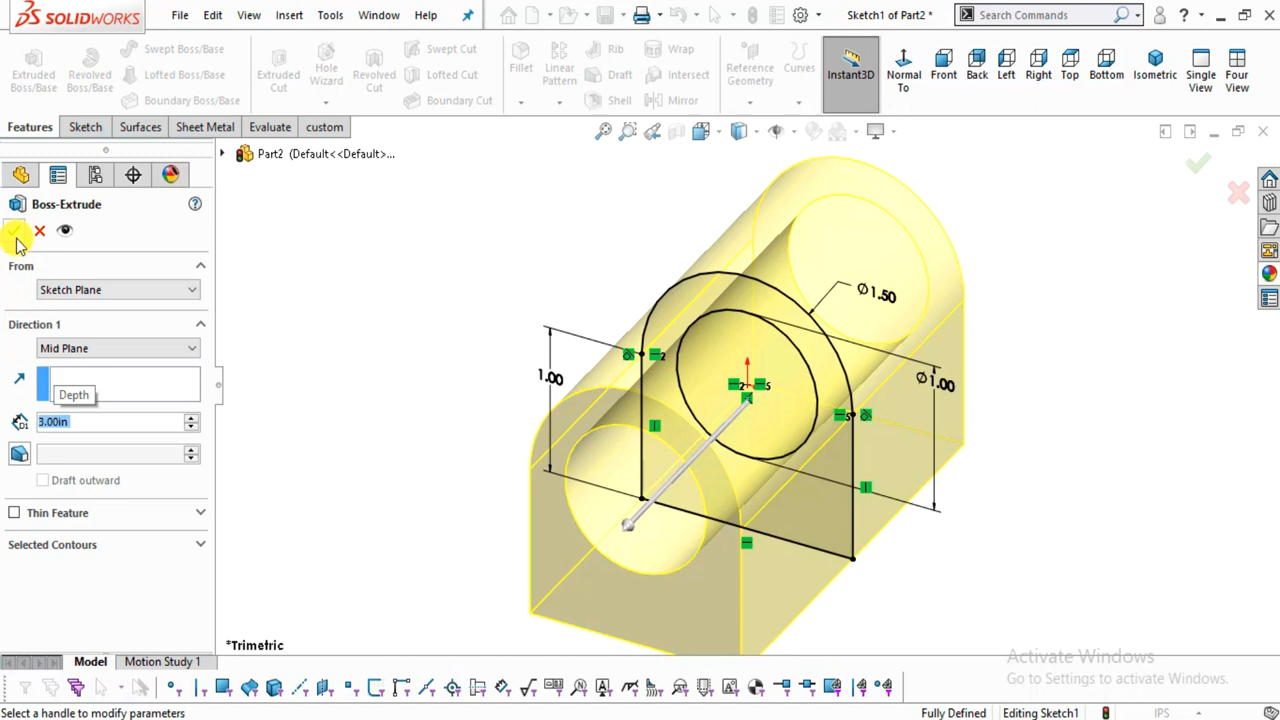 SOLIDWORKS File Edit View Insert Tools Window Help Sketch1 of Part2 * Search Commands ?
Extruded Boss/Base Revolved Boss/Base Swept Boss/Base Lofted Boss/Base Boundary Boss/Base Extruded Cut Hole Wizard Revolved Cut Swept Cut Lofted Cut Boundary Cut Fillet Linear Pattern Rib Draft Shell Wrap Intersect Mirror Reference Geometry Curves Instant3D Normal To Front Back Left Right Top Bottom Isometric Single View Four View
Features Sketch Surfaces Sheet Metal Evaluate custom
Part2 (Default<<Default>...
Boss-Extrude ?
From
Sketch Plane
Direction 1
Mid Plane
Depth
D1 3.00in
Draft outward
Thin Feature
Selected Contours
Ø1.50
1.00
Ø1.00
2
2
5
5
*Trimetric
Activate Windows
Go to Settings to activate Windows.
Model Motion Study 1
Select a handle to modify parameters Fully Defined Editing Sketch1 IPS